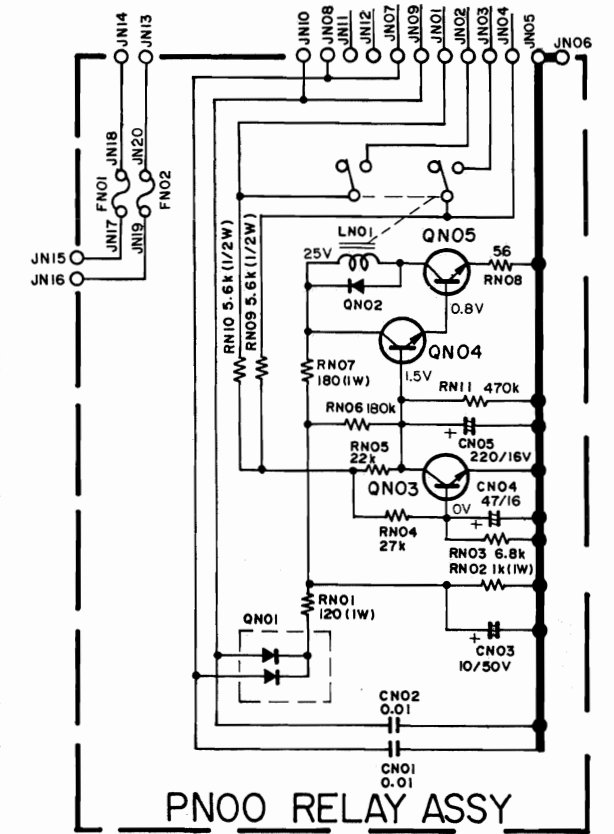 JN14
JN13
JN10
JN08
JN11
JN12
JN07
JN09
JN01
JN02
JN03
JN04
JN05
JN06
JN18
JN20
FN01
FN02
JN17
JN19
JN15
JN16
LN01
QN05
25V
56
RN08
QN02
0.8V
RN10 5.6k (1/2W)
RN09 5.6k (1/2W)
QN04
RN07
180(1W)
1.5V
RN11 470k
RN06 180k
+
CN05
220/16V
RN05
22k
QN03
CN04
47/16
0V
+
RN04
27k
RN03 6.8k
RN02 1k(1W)
RN01
120(1W)
QN01
+
CN03
10/50V
CN02
0.01
CN01
0.01
PN00 RELAY ASSY